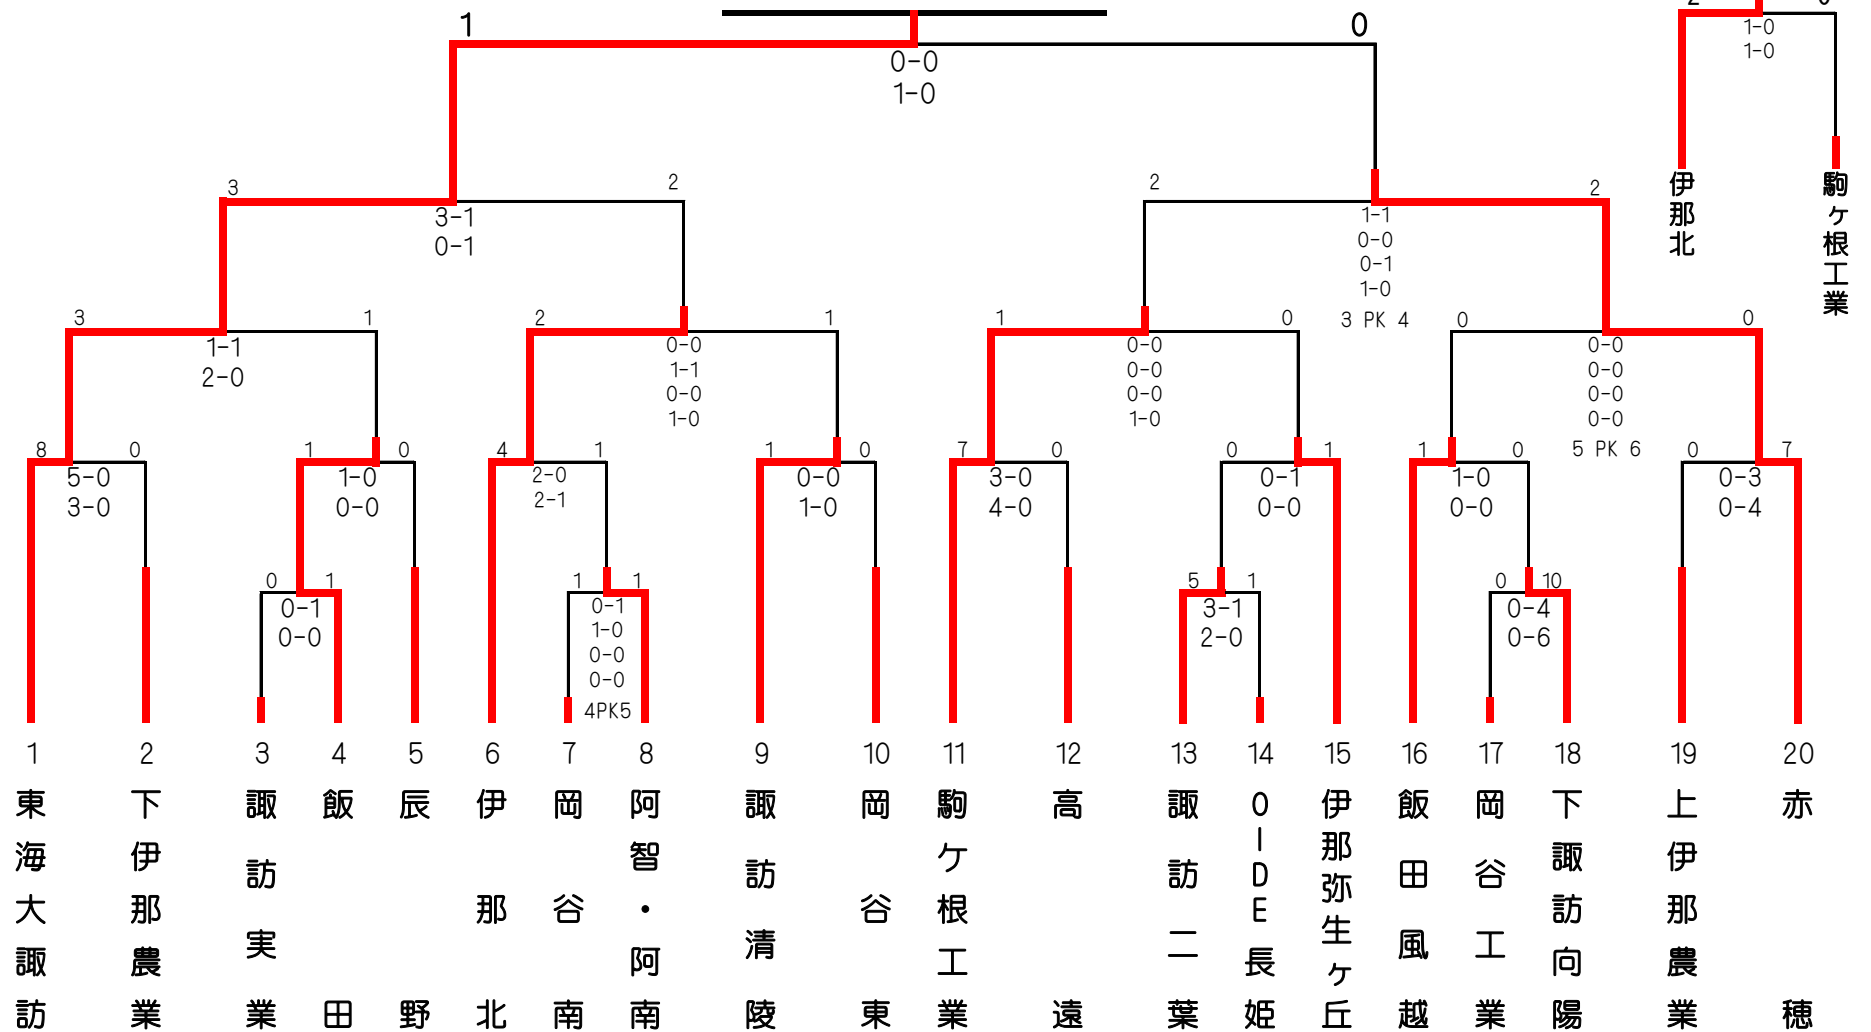 2 0
1-0
1-0
伊那北
駒ヶ根工業
1 0
0-0
1-0
3 2
3-1
0-1
2 2
1-1
0-0
0-1
1-0
3 PK 4
3 1
1-1
2-0
2 1
0-0
1-1
0-0
1-0
1 0
0-0
0-0
0-0
1-0
0 0
0-0
0-0
0-0
0-0
5 PK 6
8 0
5-0
3-0
1 0
1-0
0-0
4 1
2-0
2-1
1 0
0-0
1-0
7 0
3-0
4-0
0 1
0-1
0-0
1 0
1-0
0-0
0 7
0-3
0-4
0 1
0-1
0-0
1 1
0-1
1-0
0-0
0-0
4PK5
5 1
3-1
2-0
0 10
0-4
0-6
1 東海大諏訪
2 下伊那農業
3 諏訪実業
4 飯田
5 辰野
6 伊那北
7 岡谷南
8 阿智・阿南
9 諏訪清陵
10 岡谷東
11 駒ケ根工業
12 高遠
13 諏訪二葉
14 OIDE長姫
15 伊那弥生ヶ丘
16 飯田風越
17 岡谷工業
18 下諏訪向陽
19 上伊那農業
20 赤穂